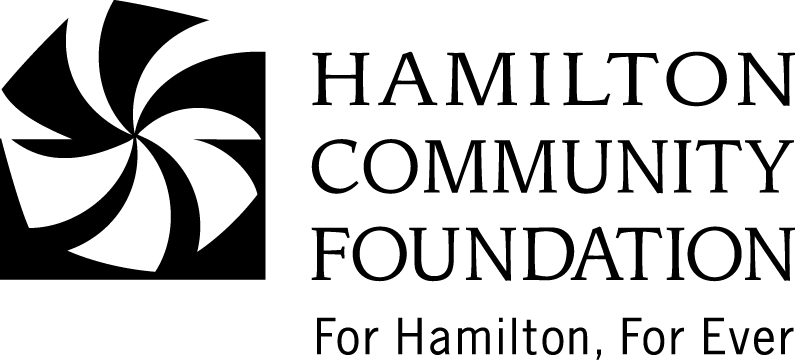 HAMILTON
COMMUNITY
FOUNDATION
For Hamilton, For Ever